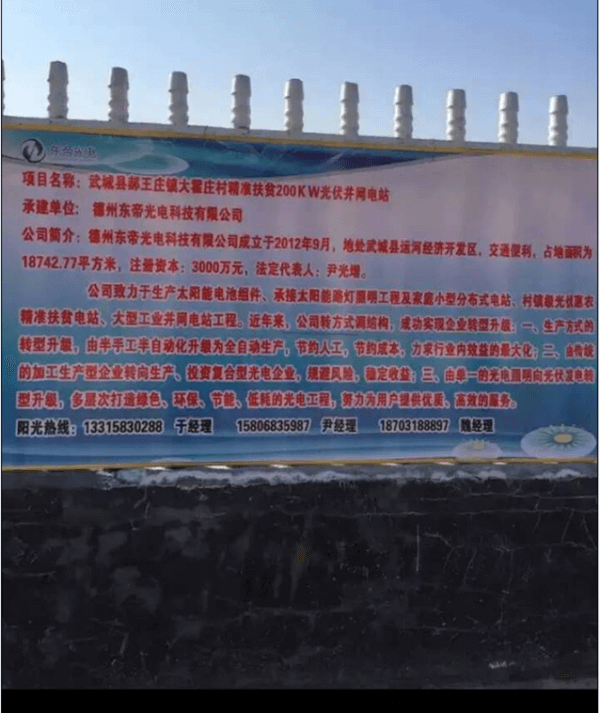 东帝光电
项目名称：武城县郝王庄镇大翟庄村精准扶贫200KW光伏并网电站
承建单位：德州东帝光电科技有限公司
公司简介：德州东帝光电科技有限公司成立于2012年9月，地处武城县运河经济开发区，交通便利，占地面积为
18742.77平方米，注册资本：3000万元，法定代表人：尹光增。
公司致力于生产太阳能电池组件、承接太阳能路灯照明工程及家庭小型分布式电站、村镇级光伏惠农
精准扶贫电站、大型工业并网电站工程。近年来，公司转方式调结构，成功实现企业转型升级：一、生产方式的
转型升级，由半手工半自动化升级为全自动生产，节约人工，节约成本，力求行业内效益的最大化；二、由传统
的加工生产型企业转向生产、投资复合型光电企业，规避风险，稳定收益；三、由单一的光电照明向光伏发电转
型升级，多层次打造绿色、环保、节能、低耗的光电工程，努力为用户提供优质、高效的服务。
阳光热线：13315830288 于经理 15806835987 尹经理 18703188897 魏经理